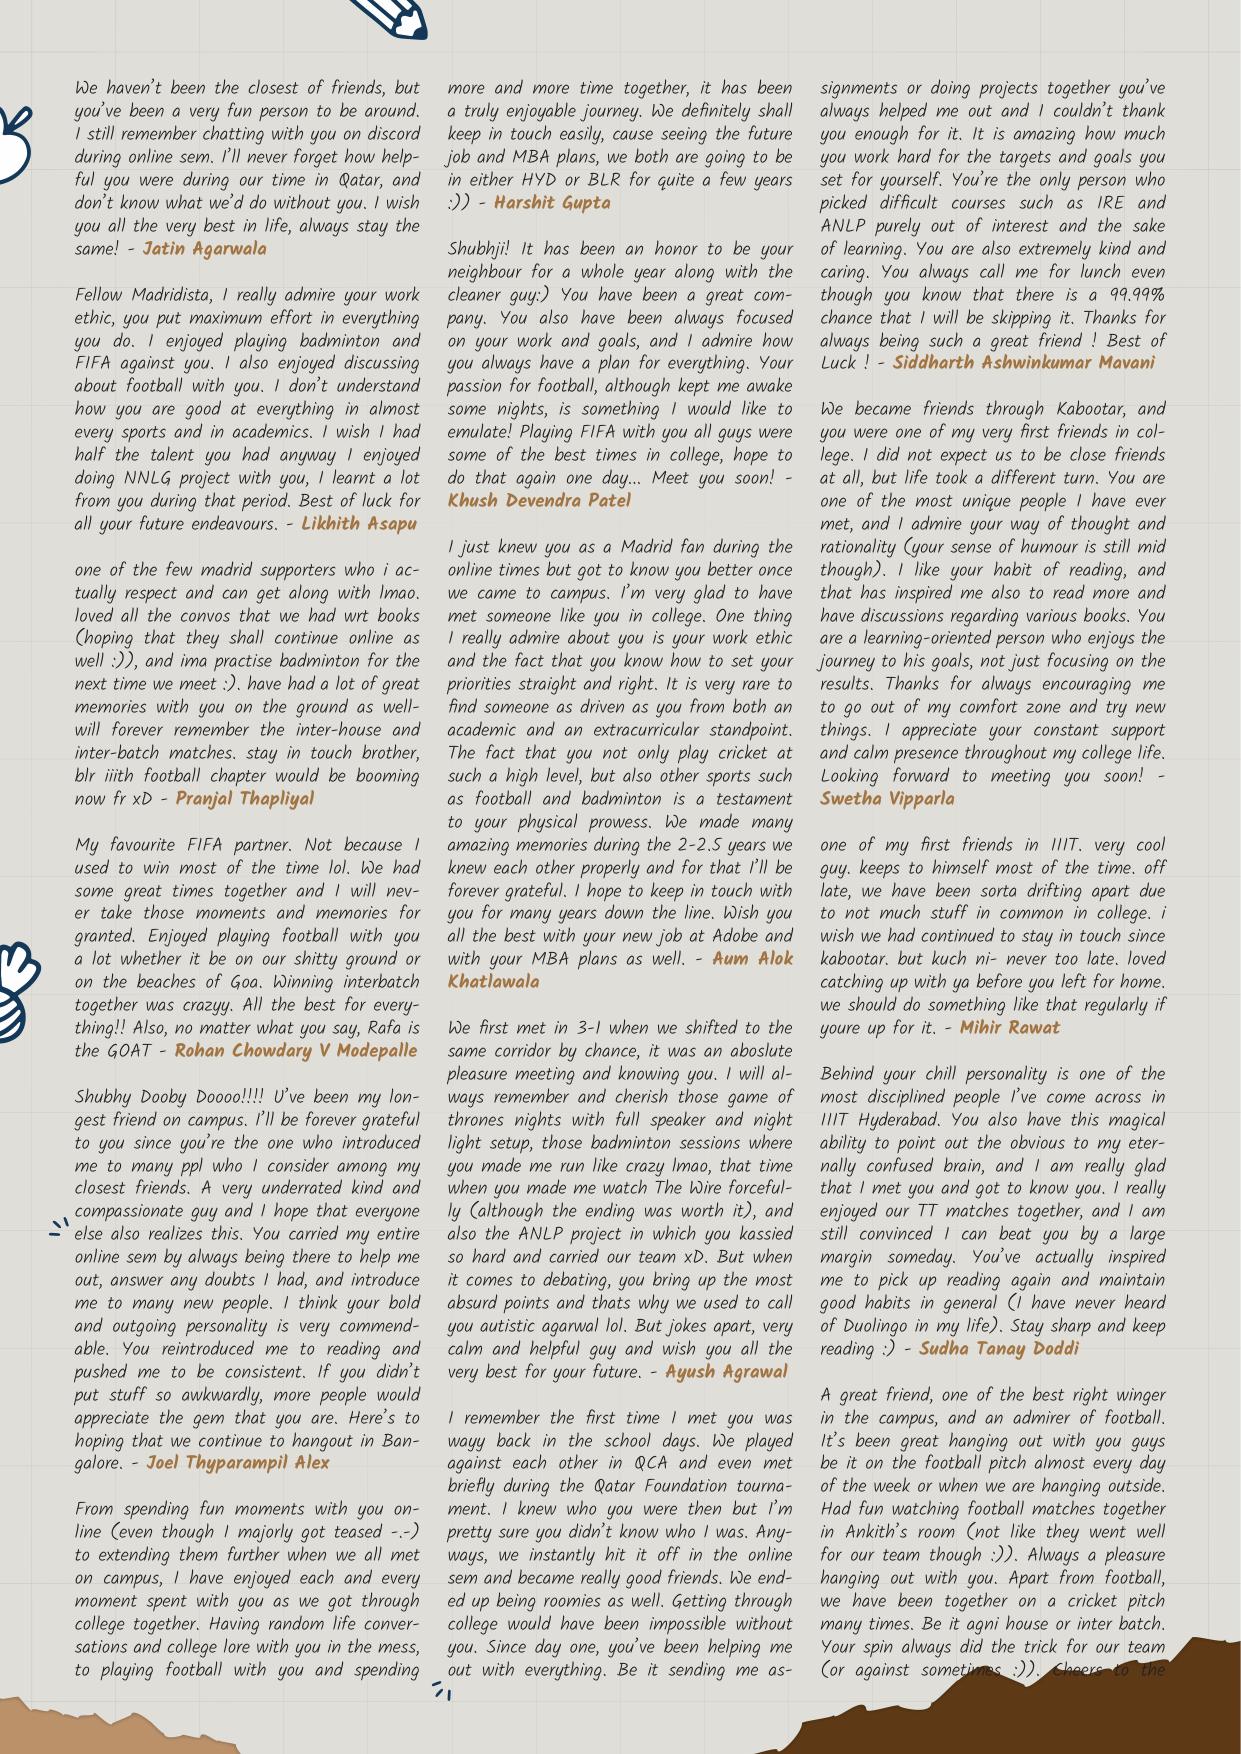 We haven't been the closest of friends, but
you've been a very fun person to be around.
I still remember chatting with you on discord
during online sem. I'll never forget how help-
ful you were during our time in Qatar, and
don't know what we'd do without you. I wish
you all the very best in life, always stay the
same! - Jatin Agarwala
Fellow Madridista, I really admire your work
ethic, you put maximum effort in everything
you do. I enjoyed playing badminton and
FIFA against you. I also enjoyed discussing
about football with you. I don't understand
how you are good at everything in almost
every sports and in academics. I wish I had
half the talent you had anyway I enjoyed
doing NNLG project with you, I learnt a lot
from you during that period. Best of luck for
all your future endeavours. - Likhith Asapu
one of the few madrid supporters who i ac-
tually respect and can get along with lmao.
loved all the convos that we had wrt books
(hoping that they shall continue online as
well :)), and ima practise badminton for the
next time we meet :). have had a lot of great
memories with you on the ground as well-
will forever remember the inter-house and
inter-batch matches. stay in touch brother,
blr iiith football chapter would be booming
now fr xD - Pranjal Thapliyal
My favourite FIFA partner. Not because I
used to win most of the time lol. We had
some great times together and I will nev-
er take those moments and memories for
granted. Enjoyed playing football with you
a lot whether it be on our shitty ground or
on the beaches of Goa. Winning interbatch
together was crazyy. All the best for every-
thing!! Also, no matter what you say, Rafa is
the GOAT - Rohan Chowdary V Modepalle
Shubhy Dooby Doooo!!!! U've been my lon-
gest friend on campus. I'll be forever grateful
to you since you're the one who introduced
me to many ppl who I consider among my
closest friends. A very underrated kind and
compassionate guy and I hope that everyone
else also realizes this. You carried my entire
online sem by always being there to help me
out, answer any doubts I had, and introduce
me to many new people. I think your bold
and outgoing personality is very commend-
able. You reintroduced me to reading and
pushed me to be consistent. If you didn't
put stuff so awkwardly, more people would
appreciate the gem that you are. Here's to
hoping that we continue to hangout in Ban-
galore. - Joel Thyparampil Alex
From spending fun moments with you on-
line (even though I majorly got teased -.-)
to extending them further when we all met
on campus, I have enjoyed each and every
moment spent with you as we got through
college together. Having random life conver-
sations and college lore with you in the mess,
to playing football with you and spending
more and more time together, it has been
a truly enjoyable journey. We definitely shall
keep in touch easily, cause seeing the future
job and MBA plans, we both are going to be
in either HYD or BLR for quite a few years
:)) - Harshit Gupta
Shubhji! It has been an honor to be your
neighbour for a whole year along with the
cleaner guy:) You have been a great com-
pany. You also have been always focused
on your work and goals, and I admire how
you always have a plan for everything. Your
passion for football, although kept me awake
some nights, is something I would like to
emulate! Playing FIFA with you all guys were
some of the best times in college, hope to
do that again one day... Meet you soon! -
Khush Devendra Patel
I just knew you as a Madrid fan during the
online times but got to know you better once
we came to campus. I'm very glad to have
met someone like you in college. One thing
I really admire about you is your work ethic
and the fact that you know how to set your
priorities straight and right. It is very rare to
find someone as driven as you from both an
academic and an extracurricular standpoint.
The fact that you not only play cricket at
such a high level, but also other sports such
as football and badminton is a testament
to your physical prowess. We made many
amazing memories during the 2-2.5 years we
knew each other properly and for that I'll be
forever grateful. I hope to keep in touch with
you for many years down the line. Wish you
all the best with your new job at Adobe and
with your MBA plans as well. - Aum Alok
Khatlawala
We first met in 3-1 when we shifted to the
same corridor by chance, it was an aboslute
pleasure meeting and knowing you. I will al-
ways remember and cherish those game of
thrones nights with full speaker and night
light setup, those badminton sessions where
you made me run like crazy lmao, that time
when you made me watch The Wire forceful-
ly (although the ending was worth it), and
also the ANLP project in which you kassied
so hard and carried our team xD. But when
it comes to debating, you bring up the most
absurd points and thats why we used to call
you autistic agarwal lol. But jokes apart, very
calm and helpful guy and wish you all the
very best for your future. - Ayush Agrawal
I remember the first time I met you was
wayy back in the school days. We played
against each other in QCA and even met
briefly during the Qatar Foundation tourna-
ment. I knew who you were then but I'm
pretty sure you didn't know who I was. Any-
ways, we instantly hit it off in the online
sem and became really good friends. We end-
ed up being roomies as well. Getting through
college would have been impossible without
you. Since day one, you've been helping me
out with everything. Be it sending me as-
signments or doing projects together you've
always helped me out and I couldn't thank
you enough for it. It is amazing how much
you work hard for the targets and goals you
set for yourself. You're the only person who
picked difficult courses such as IRE and
ANLP purely out of interest and the sake
of learning. You are also extremely kind and
caring. You always call me for lunch even
though you know that there is a 99.99%
chance that I will be skipping it. Thanks for
always being such a great friend ! Best of
Luck ! - Siddharth Ashwinkumar Mavani
We became friends through Kabootar, and
you were one of my very first friends in col-
lege. I did not expect us to be close friends
at all, but life took a different turn. You are
one of the most unique people I have ever
met, and I admire your way of thought and
rationality (your sense of humour is still mid
though). I like your habit of reading, and
that has inspired me also to read more and
have discussions regarding various books. You
are a learning-oriented person who enjoys the
journey to his goals, not just focusing on the
results. Thanks for always encouraging me
to go out of my comfort zone and try new
things. I appreciate your constant support
and calm presence throughout my college life.
Looking forward to meeting you soon! -
Swetha Vipparla
one of my first friends in IIIT. very cool
guy. keeps to himself most of the time. off
late, we have been sorta drifting apart due
to not much stuff in common in college. i
wish we had continued to stay in touch since
kabootar. but kuch ni- never too late. loved
catching up with ya before you left for home.
we should do something like that regularly if
youre up for it. - Mihir Rawat
Behind your chill personality is one of the
most disciplined people I've come across in
IIIT Hyderabad. You also have this magical
ability to point out the obvious to my eter-
nally confused brain, and I am really glad
that I met you and got to know you. I really
enjoyed our TT matches together, and I am
still convinced I can beat you by a large
margin someday. You've actually inspired
me to pick up reading again and maintain
good habits in general (I have never heard
of Duolingo in my life). Stay sharp and keep
reading :) - Sudha Tanay Doddi
A great friend, one of the best right winger
in the campus, and an admirer of football.
It's been great hanging out with you guys
be it on the football pitch almost every day
of the week or when we are hanging outside.
Had fun watching football matches together
in Ankith's room (not like they went well
for our team though :)). Always a pleasure
hanging out with you. Apart from football,
we have been together on a cricket pitch
many times. Be it agni house or inter batch.
Your spin always did the trick for our team
(or against sometimes :)). Cheers to the